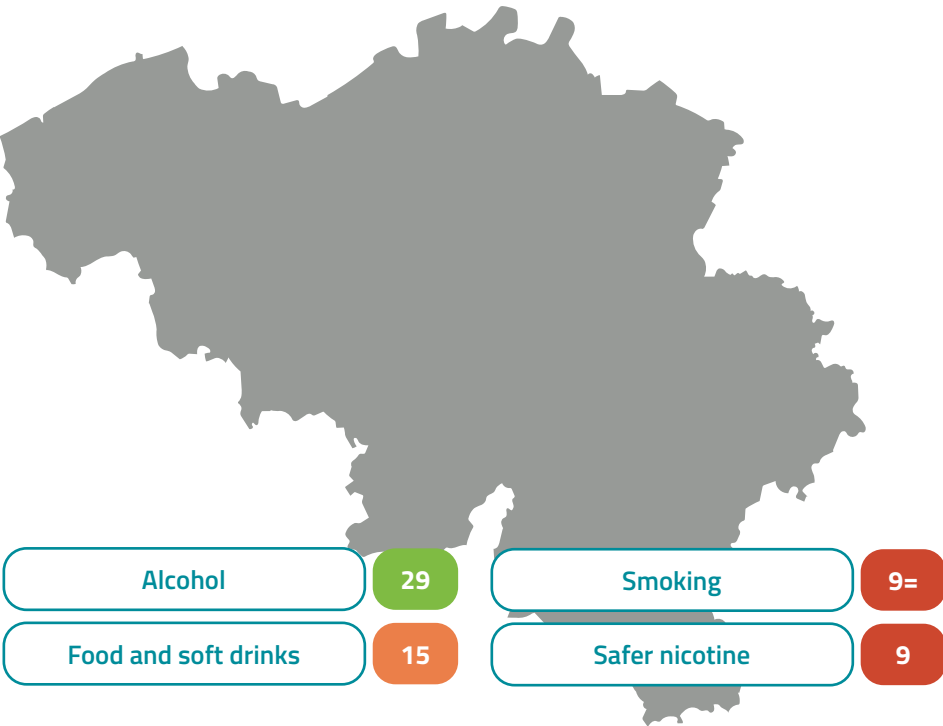 Alcohol 29
Smoking 9=
Food and soft drinks 15
Safer nicotine 9